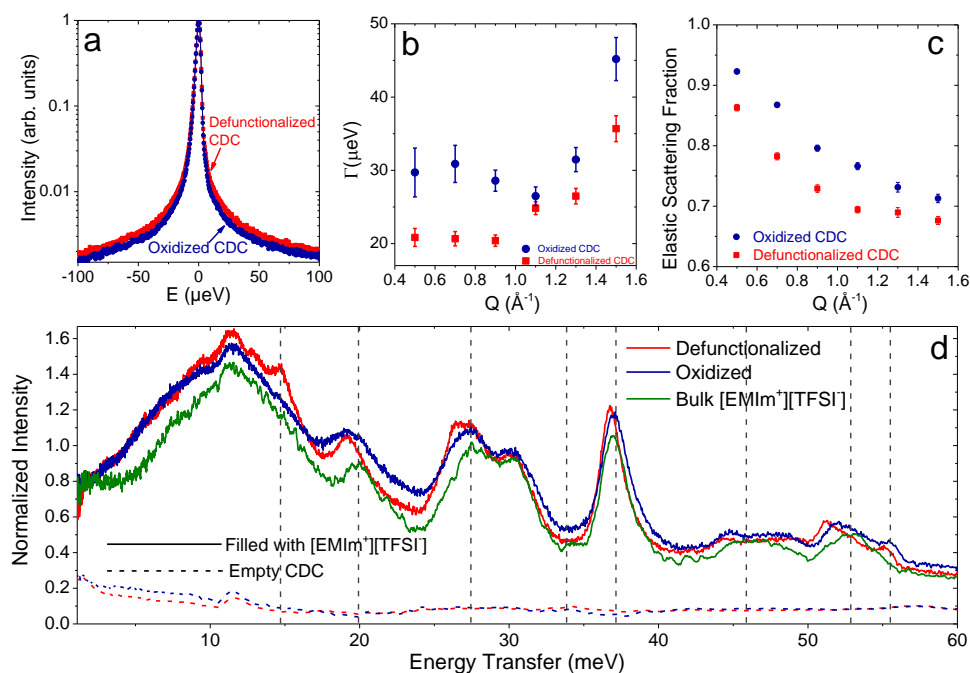 a
Intensity (arb. units)
1
0.1
0.01
Defunctionalized
CDC
Oxidized CDC
-100 -50 0 50 100
E (µeV)
b
Γ(µeV)
50
40
30
20
Oxidized CDC
Defunctionalized CDC
0.4 0.6 0.8 1.0 1.2 1.4 1.6
Q (Å⁻¹)
c
Elastic Scattering Fraction
1.0
0.9
0.8
0.7
0.6
Oxidized CDC
Defunctionalized CDC
0.4 0.6 0.8 1.0 1.2 1.4 1.6
Q (Å⁻¹)
d
Normalized Intensity
1.6
1.4
1.2
1.0
0.8
0.6
0.4
0.2
0.0
Defunctionalized
Oxidized
Bulk [EMIm⁺][TFSI⁻]
Filled with [EMIm⁺][TFSI⁻]
Empty CDC
10 20 30 40 50 60
Energy Transfer (meV)